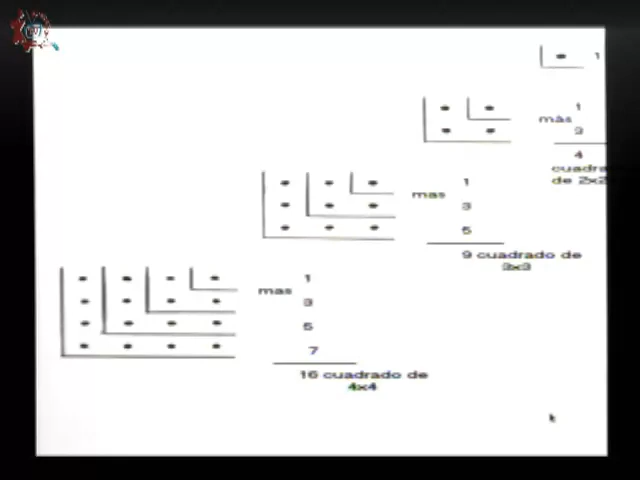 1
1
más
3
4
cuadra
de 2x2
1
mas
3
5
9 cuadrado de
3x3
1
mas
3
5
7
16 cuadrado de
4x4